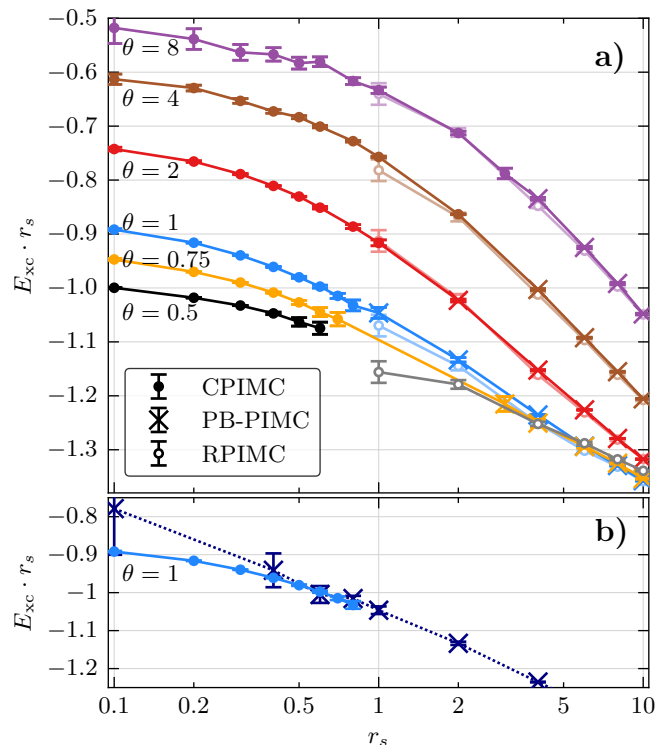 −0.5
a)
θ = 8
−0.6
θ = 4
−0.7
θ = 2
−0.8
−0.9
θ = 1
θ = 0.75
−1.0
θ = 0.5
−1.1
−1.2
−1.3
E_xc · r_s
CPIMC
PB-PIMC
RPIMC
b)
−0.8
−0.9
θ = 1
−1
−1.1
−1.2
E_xc · r_s
0.1 0.2 0.5 1 2 5 10
r_s